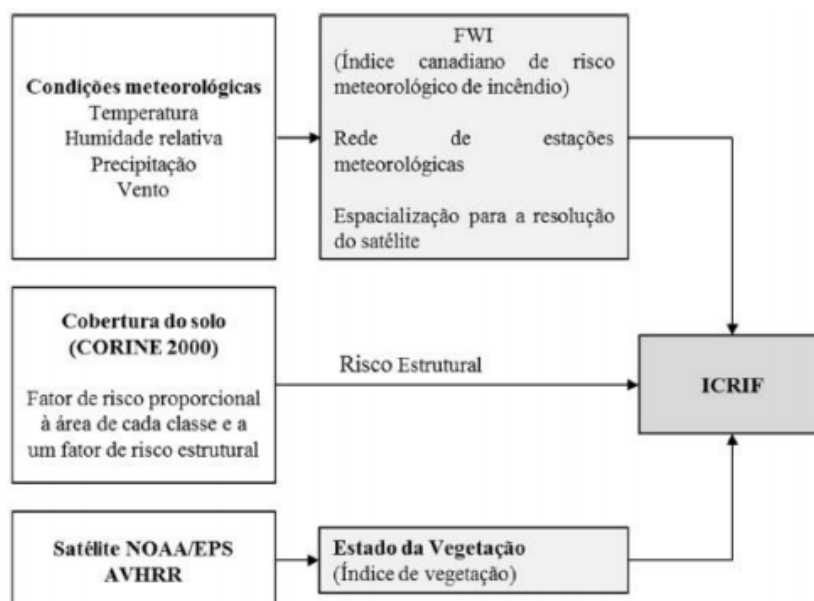 Condições meteorológicas
Temperatura
Humidade relativa
Precipitação
Vento
FWI
(Índice canadiano de risco
meteorológico de incêndio)
Rede de estações
meteorológicas
Espacialização para a resolução
do satélite
Cobertura do solo
(CORINE 2000)
Fator de risco proporcional
à área de cada classe e a
um fator de risco estrutural
Risco Estrutural
ICRIF
Satélite NOAA/EPS
AVHRR
Estado da Vegetação
(Índice de vegetação)